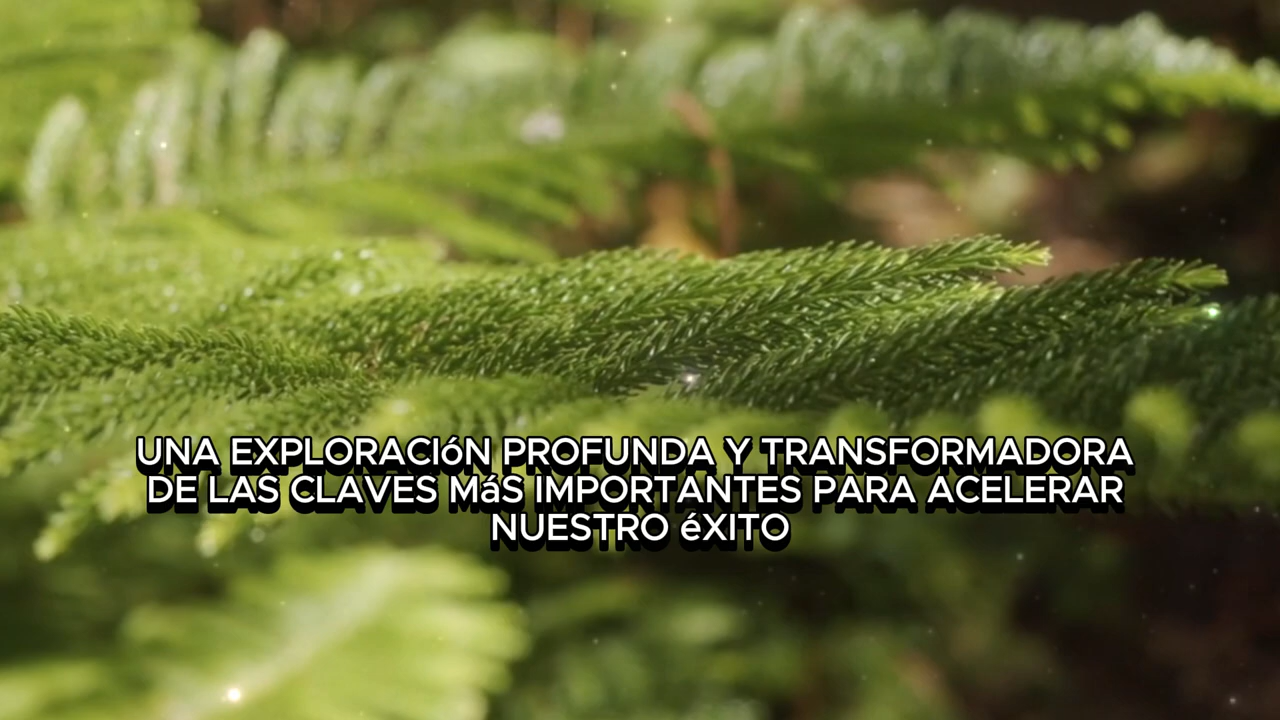 UNA EXPLORACIóN PROFUNDA Y TRANSFORMADORA
DE LAS CLAVES MáS IMPORTANTES PARA ACELERAR
NUESTRO éXITO